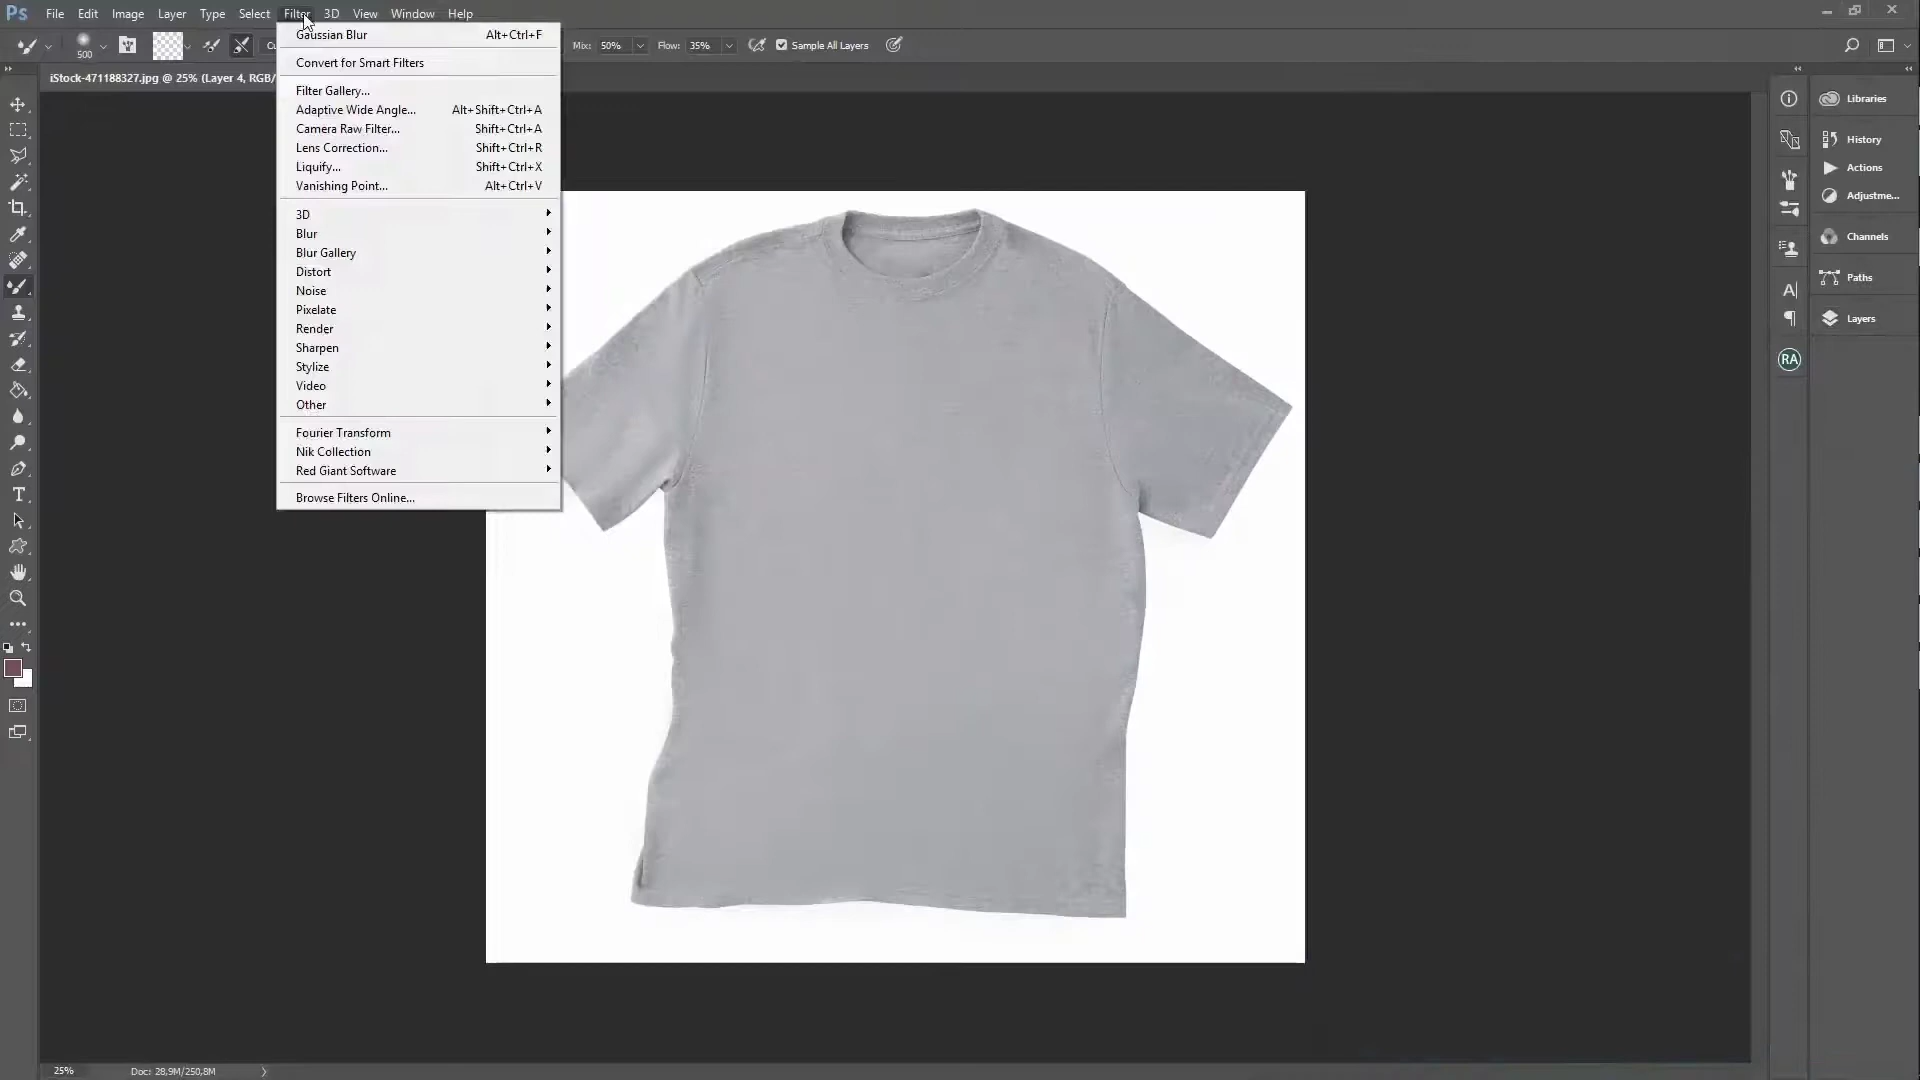 Ps File Edit Image Layer Type Select Filter 3D View Window Help
500 Mix: 50% Flow: 35% Sample All Layers
iStock-471188327.jpg @ 25% (Layer 4, RGB/
Gaussian Blur Alt+Ctrl+F
Convert for Smart Filters
Filter Gallery...
Adaptive Wide Angle... Alt+Shift+Ctrl+A
Camera Raw Filter... Shift+Ctrl+A
Lens Correction... Shift+Ctrl+R
Liquify... Shift+Ctrl+X
Vanishing Point... Alt+Ctrl+V
3D
Blur
Blur Gallery
Distort
Noise
Pixelate
Render
Sharpen
Stylize
Video
Other
Fourier Transform
Nik Collection
Red Giant Software
Browse Filters Online...
Libraries
History
Actions
Adjustme...
Channels
Paths
Layers
RA
25% Doc: 28,9M/250,8M